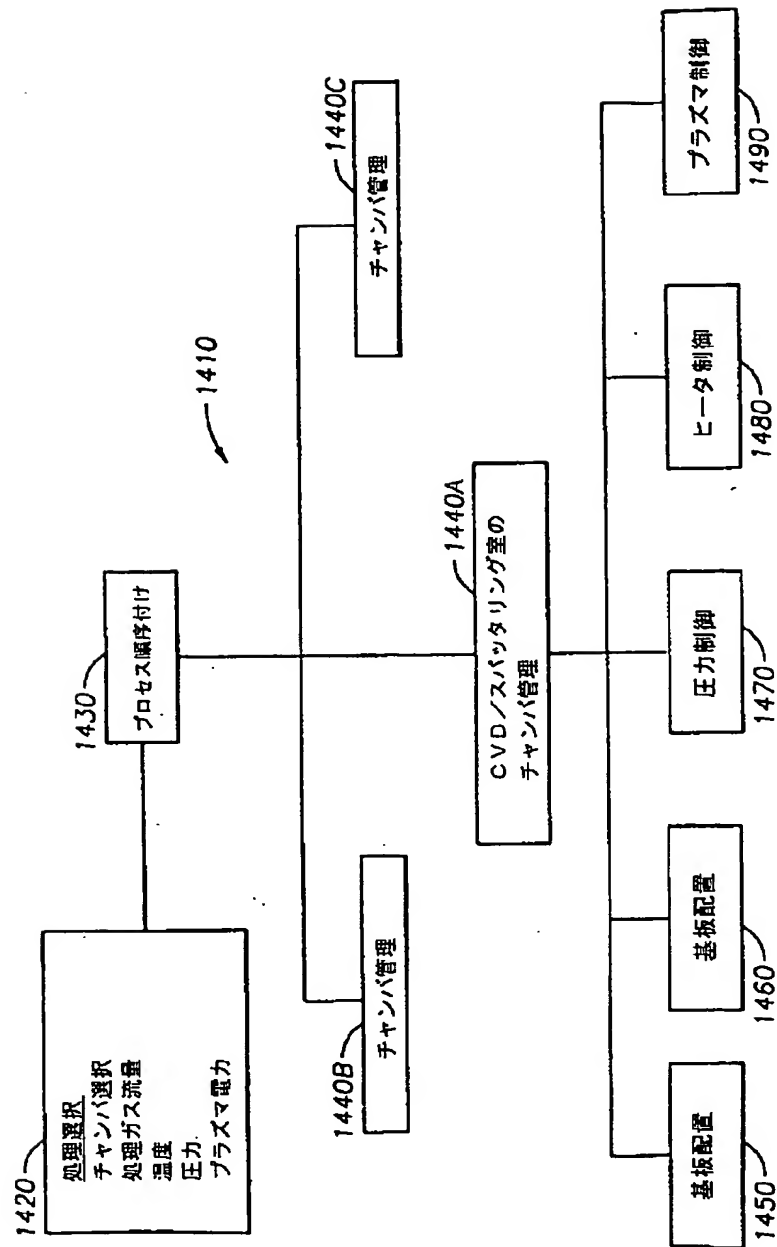 1420
処理選択
チャンバ選択
処理ガス流量
温度
圧力
プラズマ電力
1430
プロセス順序付け
1410
1440B
チャンバ管理
1440C
チャンバ管理
1440A
CVD／スパッタリング室の
チャンバ管理
基板配置
1450
基板配置
1460
圧力制御
1470
ヒータ制御
1480
プラズマ制御
1490